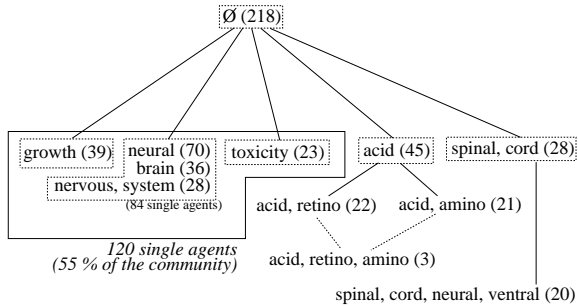 Ø (218)
growth (39)
neural (70)
toxicity (23)
acid (45)
spinal, cord (28)
brain (36)
nervous, system (28)
(84 single agents)
acid, retino (22)
acid, amino (21)
120 single agents
(55 % of the community)
acid, retino, amino (3)
spinal, cord, neural, ventral (20)